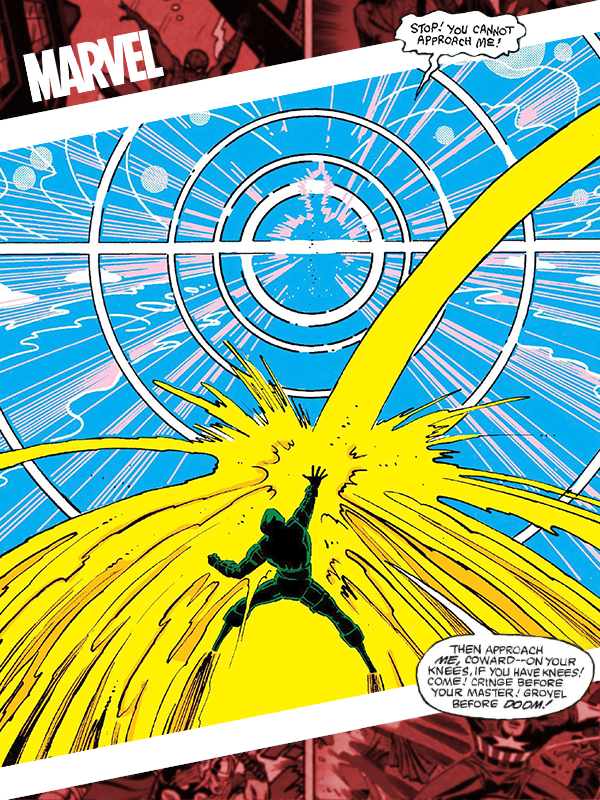 MARVEL
STOP! YOU CANNOT
APPROACH ME!
THEN APPROACH
ME, COWARD--ON YOUR
KNEES, IF YOU HAVE KNEES!
COME! CRINGE BEFORE
YOUR MASTER! GROVEL
BEFORE DOOM!